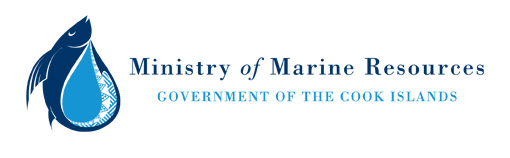 Ministry of Marine Resources
GOVERNMENT OF THE COOK ISLANDS